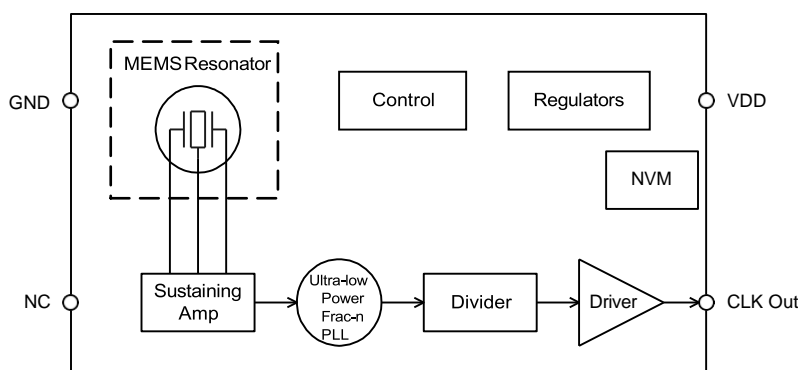 MEMS Resonator
GND
Control
Regulators
VDD
NVM
NC
Sustaining
Amp
Ultra-low
Power
Frac-n
PLL
Divider
Driver
CLK Out